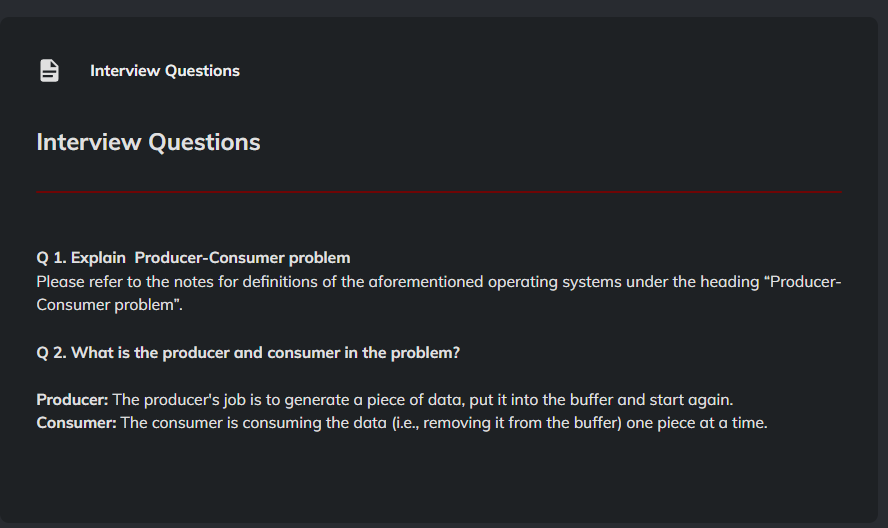 Interview Questions
Interview Questions
Q 1. Explain  Producer-Consumer problem
Please refer to the notes for definitions of the aforementioned operating systems under the heading “Producer-
Consumer problem”.
Q 2. What is the producer and consumer in the problem?
Producer: The producer's job is to generate a piece of data, put it into the buffer and start again.
Consumer: The consumer is consuming the data (i.e., removing it from the buffer) one piece at a time.